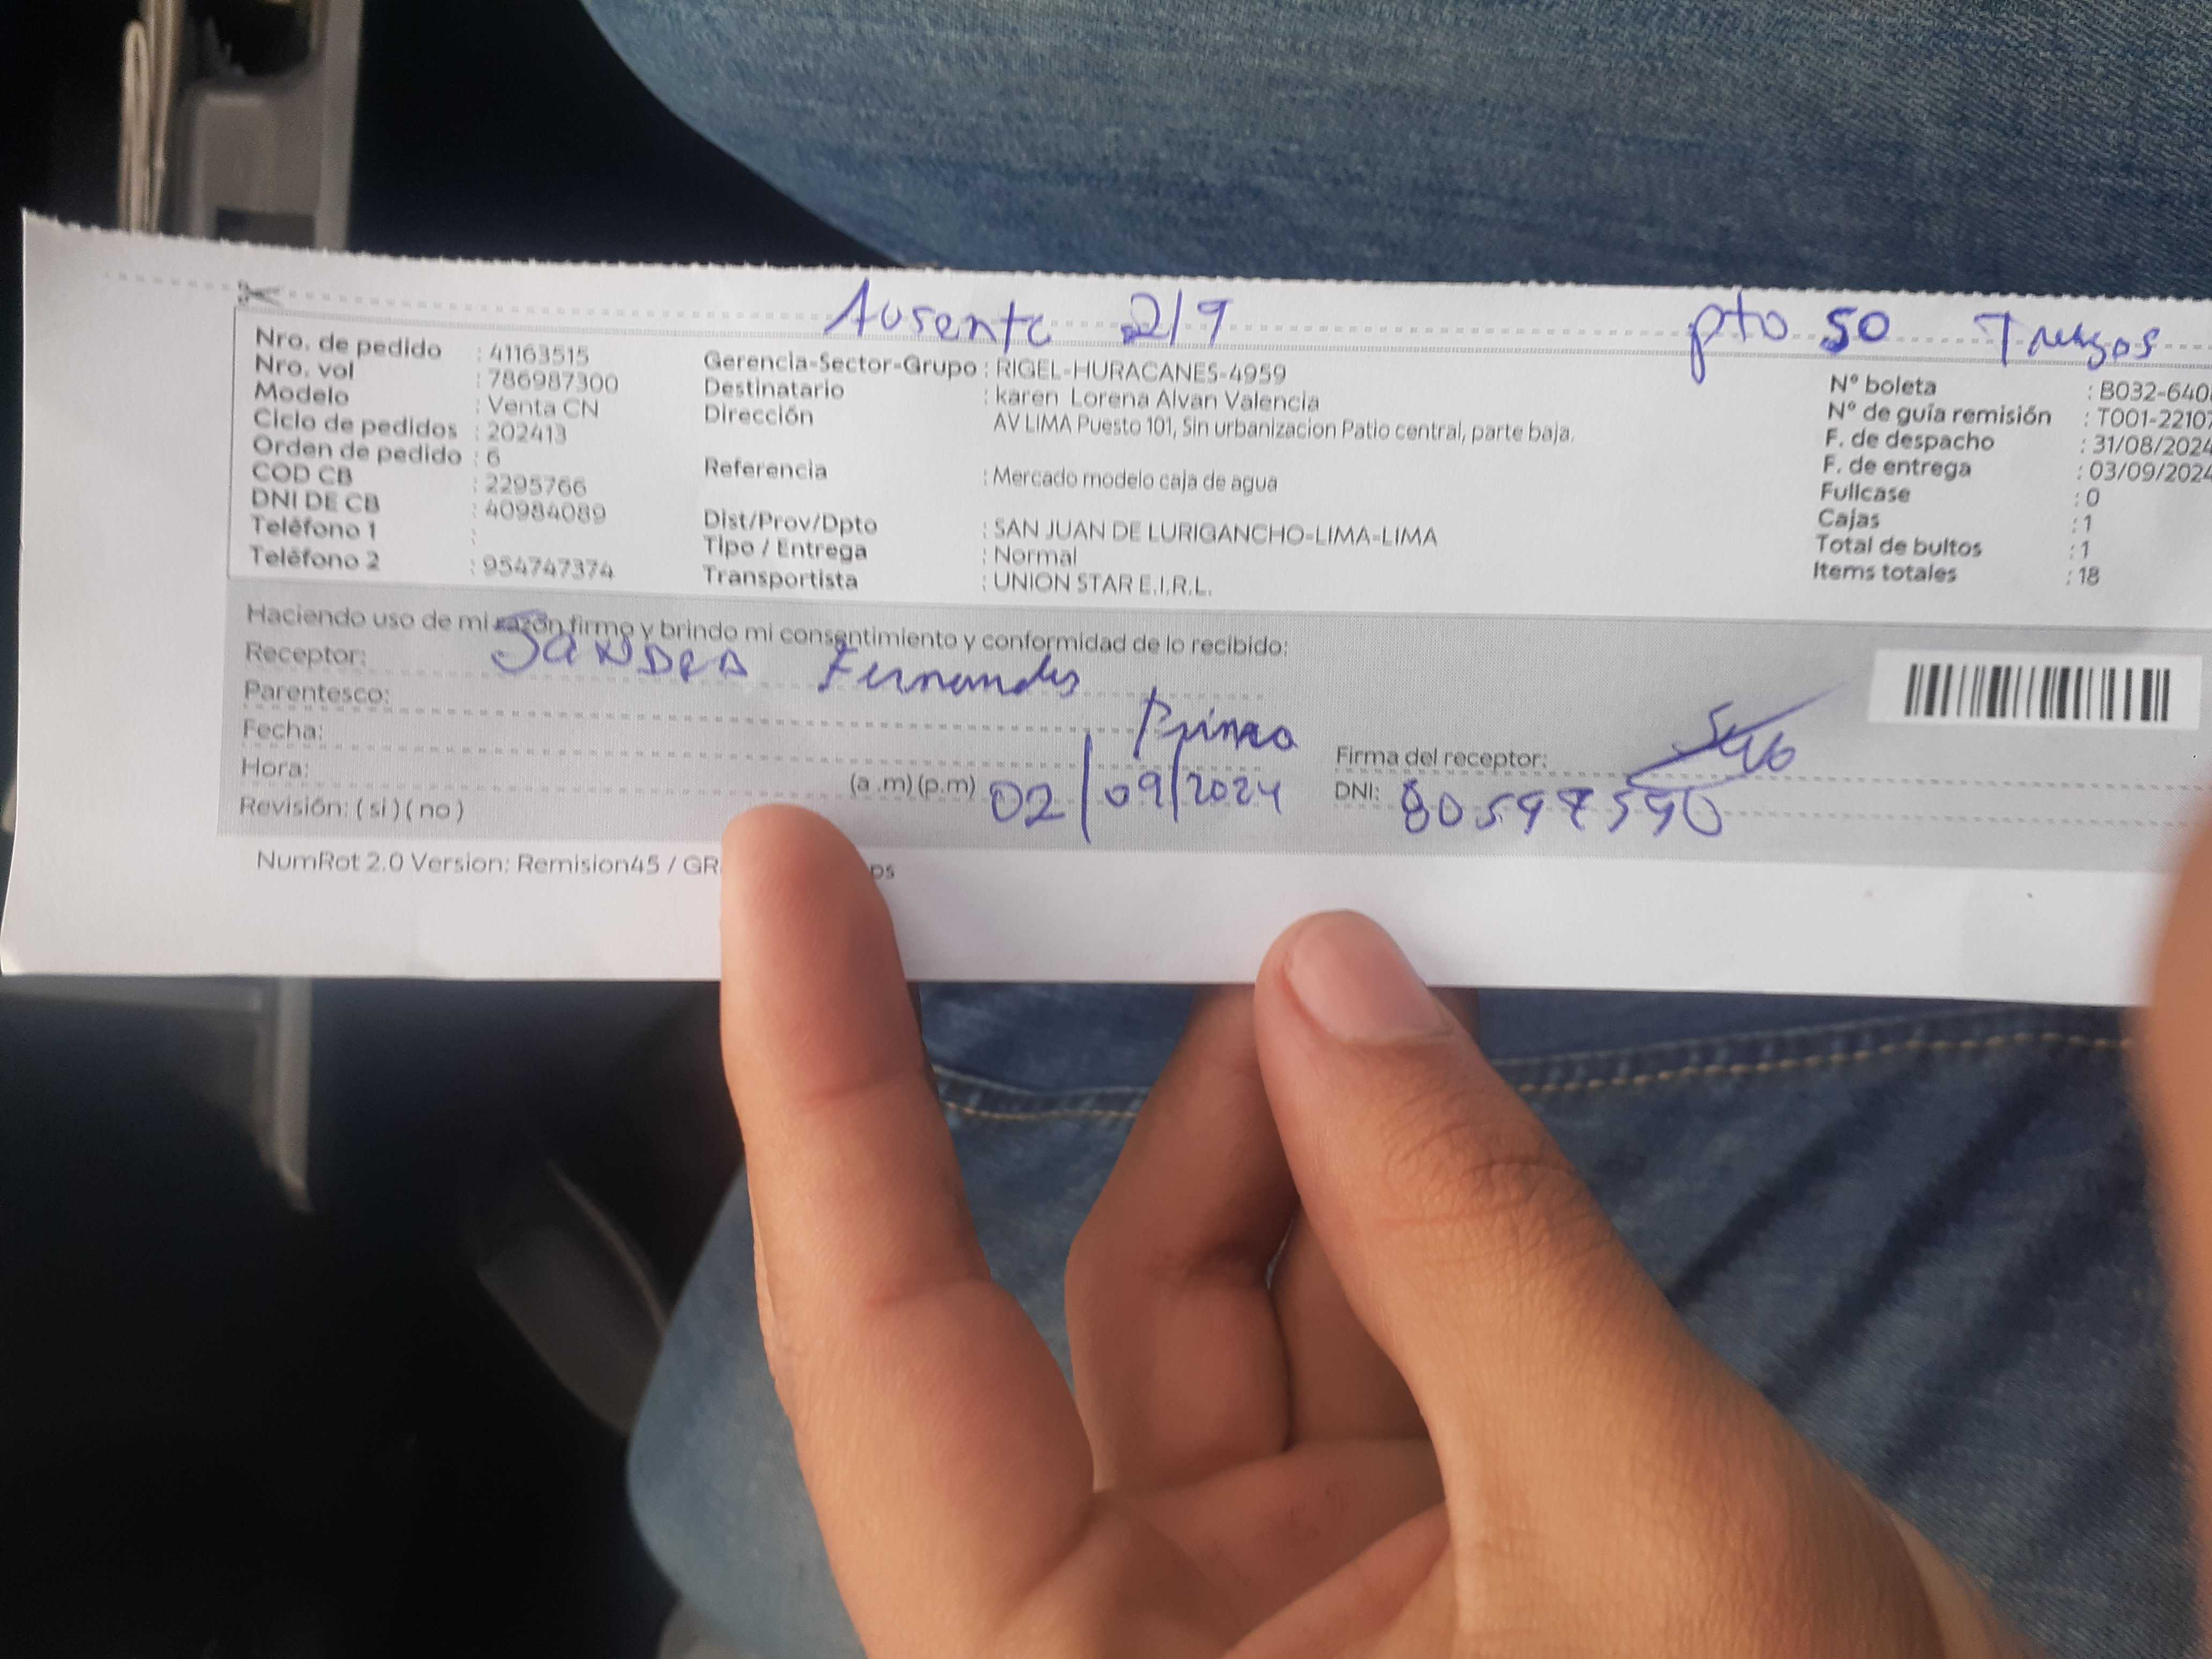 Ausente 2/9 pto 50
Nro. de pedido : 41163515
Nro. vol : 786987300
Modelo : Venta CN
Ciclo de pedidos : 202413
Orden de pedido : 6
COD CB : 2295766
DNI DE CB : 40984089
Teléfono 1 :
Teléfono 2 : 954747374
Gerencia-Sector-Grupo : RIGEL-HURACANES-4959
Destinatario : karen Lorena Alvan Valencia
Dirección AV LIMA Puesto 101, Sin urbanizacion Patio central, parte baja.
Referencia : Mercado modelo caja de agua
Dist/Prov/Dpto : SAN JUAN DE LURIGANCHO-LIMA-LIMA
Tipo / Entrega : Normal
Transportista : UNION STAR E.I.R.L.
N° boleta : B032-640
N° de guía remisión : T001-2210
F. de despacho : 31/08/2024
F. de entrega : 03/09/2024
Fullcase : 0
Cajas : 1
Total de bultos : 1
Items totales : 18
Haciendo uso de mi razón firmo y brindo mi consentimiento y conformidad de lo recibido:
Receptor: SANDRA Fernandes
Parentesco: Prima
Fecha:
Hora: (a .m) (p.m) 02/09/2024
Revisión: ( si ) ( no )
Firma del receptor:
DNI:
NumRot 2.0 Version: Remision45 / GR